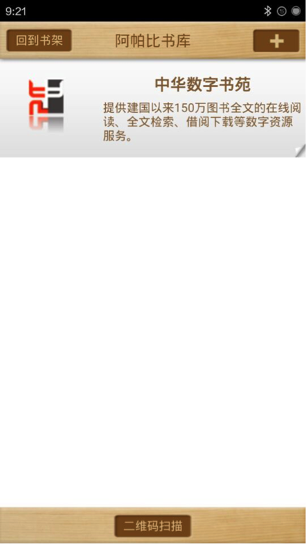 9:21
回到书架
阿帕比书库
中华数字书苑
提供建国以来150万图书全文的在线阅
读、全文检索、借阅下载等数字资源
服务。
二维码扫描